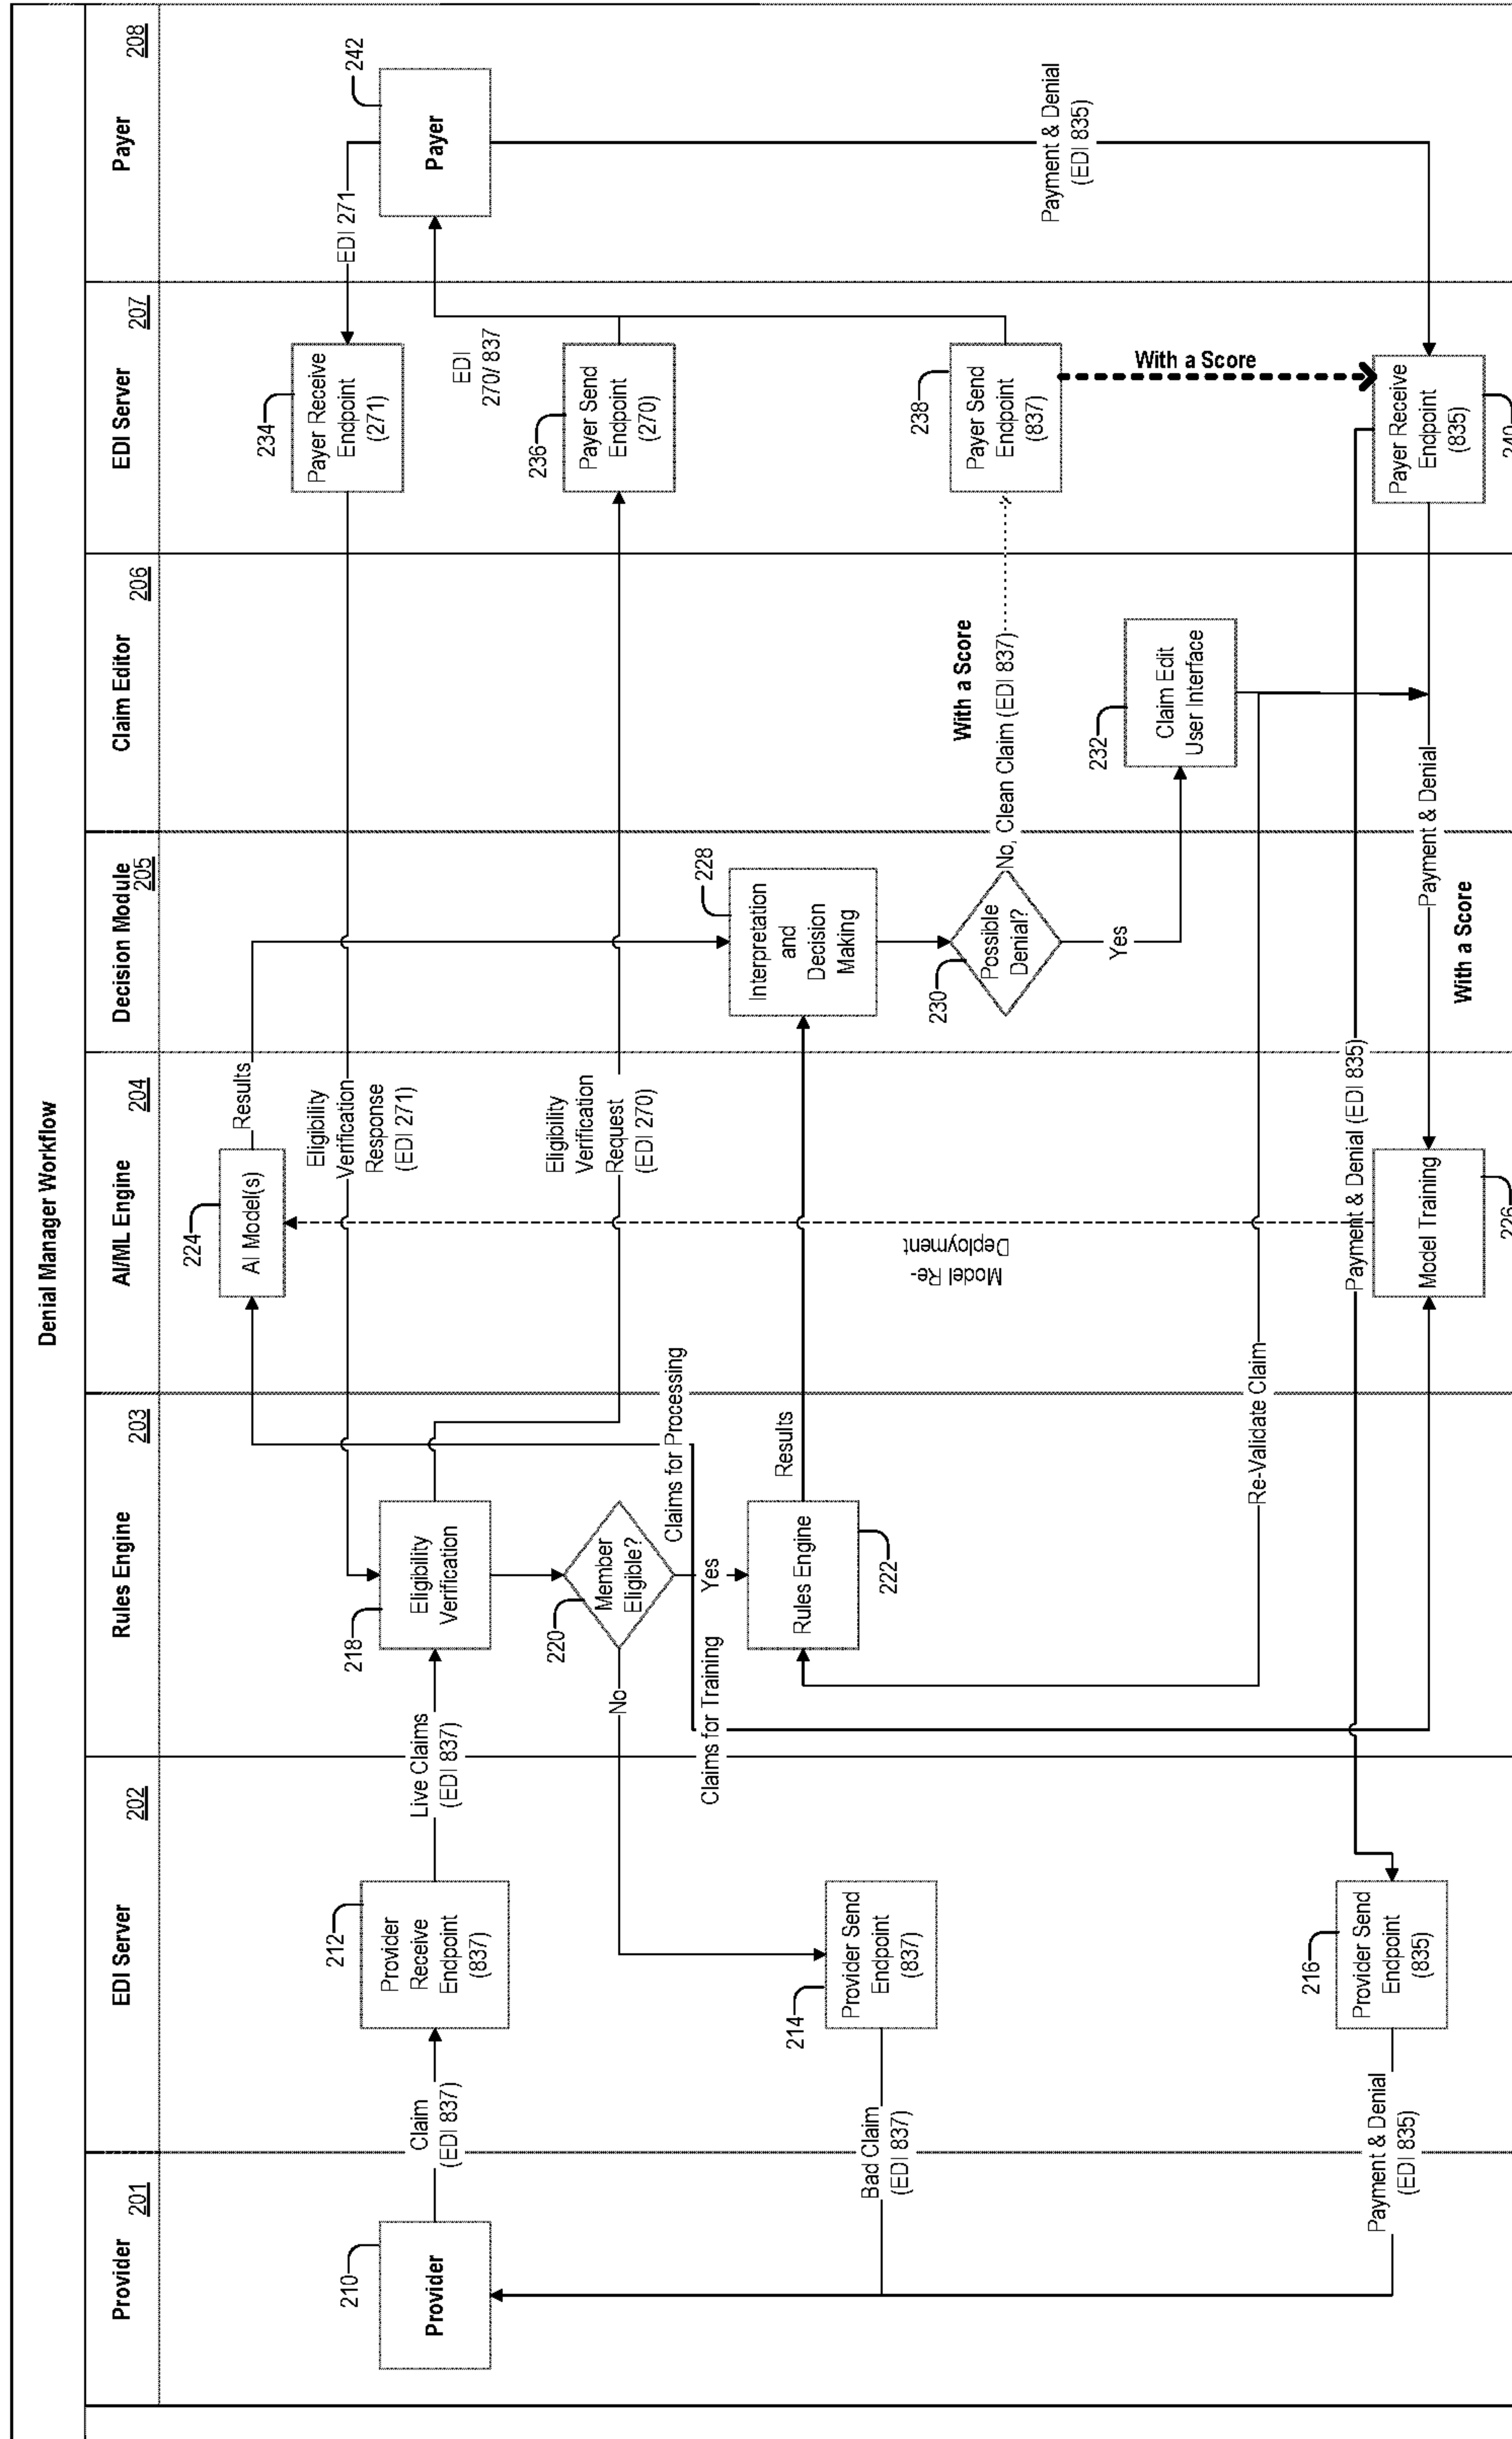 Denial Manager Workflow
Provider
201
EDI Server
202
Rules Engine
203
AI/ML Engine
204
Decision Module
205
Claim Editor
206
EDI Server
207
Payer
208
210
Provider
Claim
(EDI 837)
Bad Claim
(EDI 837)
Payment & Denial
(EDI 835)
212
Provider
Receive
Endpoint
(837)
214
Provider Send
Endpoint
(837)
216
Provider Send
Endpoint
(835)
Live Claims
(EDI 837)
218
Eligibility
Verification
220
Member
Eligible?
No
Yes
Claims for Training
Claims for Processing
Rules Engine
222
Results
Re-Validate Claim
224
AI Model(s)
Results
Eligibility
Verification
Response
(EDI 271)
Eligibility
Verification
Request
(EDI 270)
Model Re-
Deployment
Payment & Denial (EDI 835)
Model Training
226
228
Interpretation
and
Decision
Making
230
Possible
Denial?
Yes
No, Clean Claim (EDI 837)
With a Score
232
Claim Edit
User Interface
Payment & Denial
With a Score
234
Payer Receive
Endpoint
(271)
236
Payer Send
Endpoint
(270)
EDI
270/ 837
238
Payer Send
Endpoint
(837)
With a Score
Payer Receive
Endpoint
(835)
240
EDI 271
242
Payer
Payment & Denial
(EDI 835)